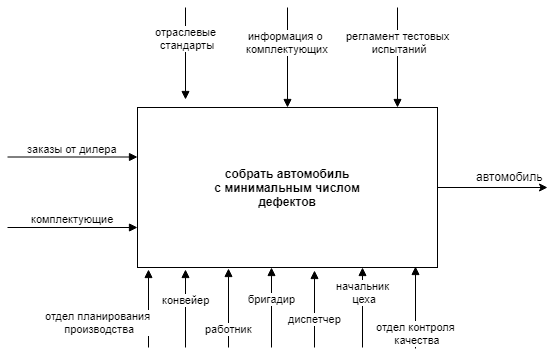 отраслевые
стандарты
информация о
комплектующих
регламент тестовых
испытаний
заказы от дилера
комплектующие
собрать автомобиль
с минимальным числом
дефектов
автомобиль
отдел планирования
производства
конвейер
работник
бригадир
диспетчер
начальник
цеха
отдел контроля
качества